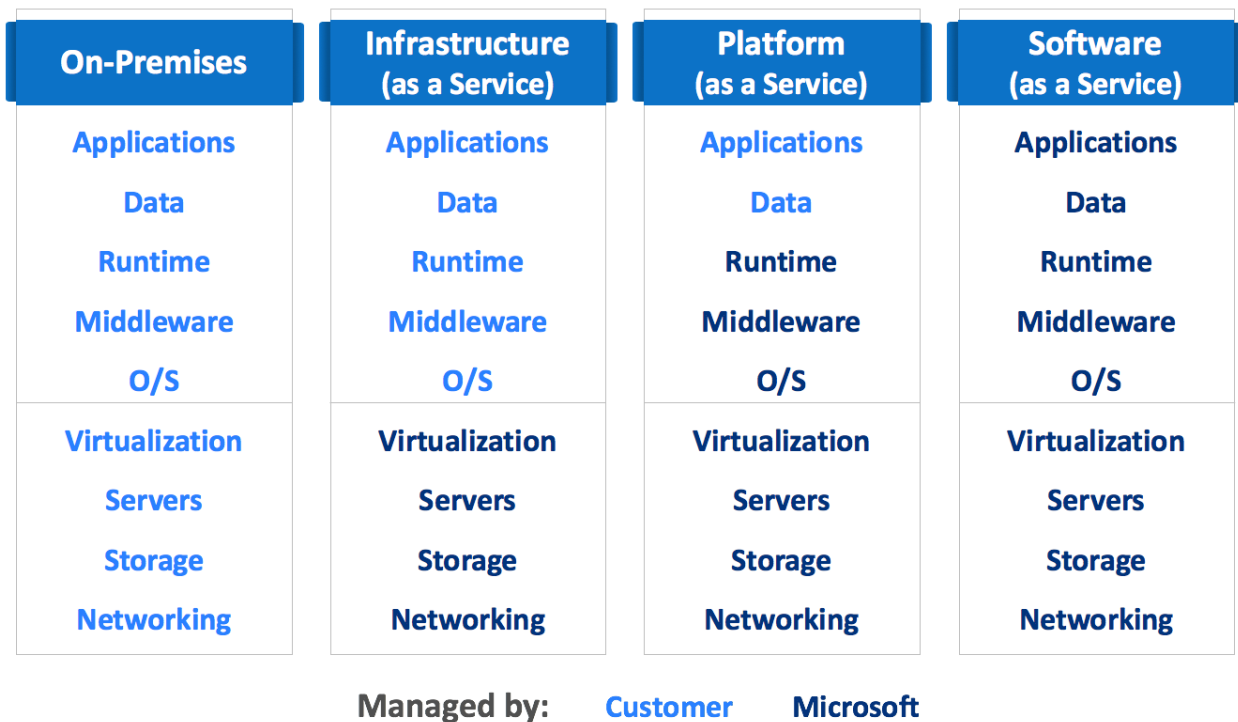 On-Premises
Applications
Data
Runtime
Middleware
O/S
Virtualization
Servers
Storage
Networking
Infrastructure
(as a Service)
Applications
Data
Runtime
Middleware
O/S
Virtualization
Servers
Storage
Networking
Platform
(as a Service)
Applications
Data
Runtime
Middleware
O/S
Virtualization
Servers
Storage
Networking
Software
(as a Service)
Applications
Data
Runtime
Middleware
O/S
Virtualization
Servers
Storage
Networking
Managed by: Customer Microsoft